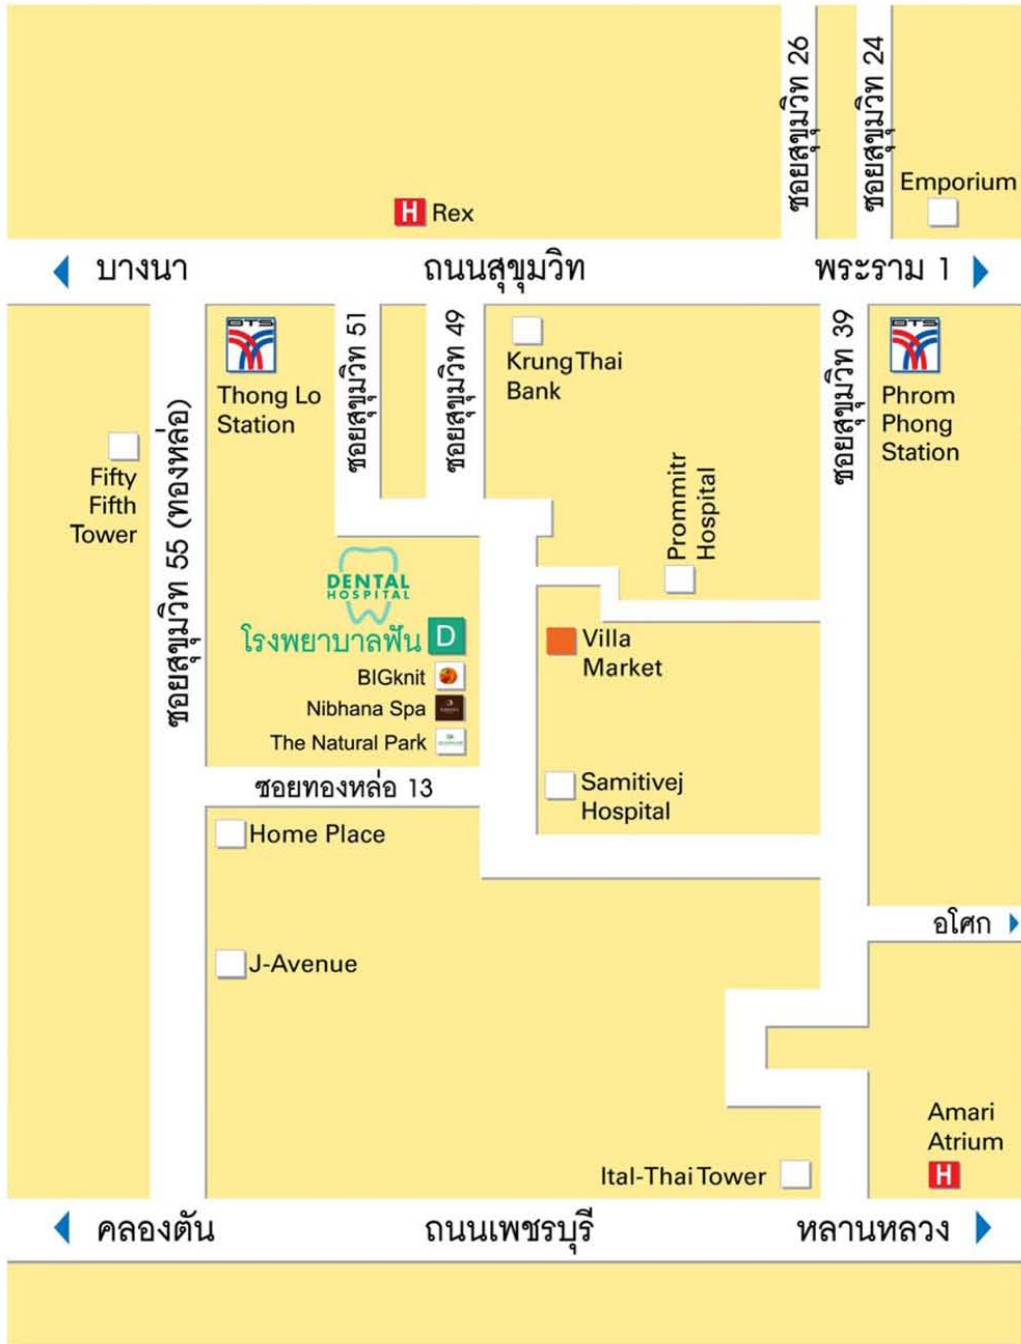 ซอยสุขุมวิท 26
ซอยสุขุมวิท 24
Emporium
H Rex
บางนา
ถนนสุขุมวิท
พระราม 1
BTS
Thong Lo
Station
ซอยสุขุมวิท 51
ซอยสุขุมวิท 49
Krung Thai
Bank
ซอยสุขุมวิท 39
BTS
Phrom
Phong
Station
Fifty
Fifth
Tower
ซอยสุขุมวิท 55 (ทองหล่อ)
Prommitr
Hospital
DENTAL
HOSPITAL
โรงพยาบาลฟัน D
BIGknit
Nibhana Spa
The Natural Park
Villa
Market
ซอยทองหล่อ 13
Samitivej
Hospital
Home Place
อโศก
J-Avenue
Amari
Atrium
H
Ital-Thai Tower
คลองตัน
ถนนเพชรบุรี
หลานหลวง